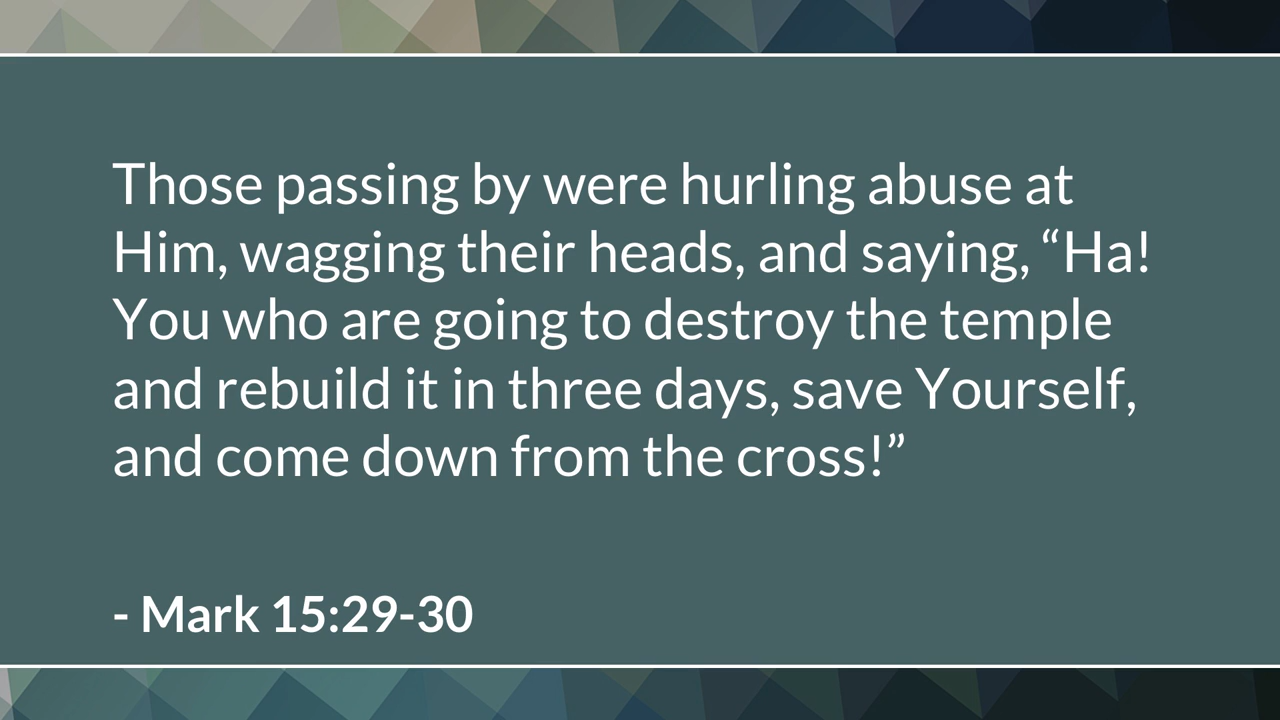 Those passing by were hurling abuse at
Him, wagging their heads, and saying, “Ha!
You who are going to destroy the temple
and rebuild it in three days, save Yourself,
and come down from the cross!”
- Mark 15:29-30